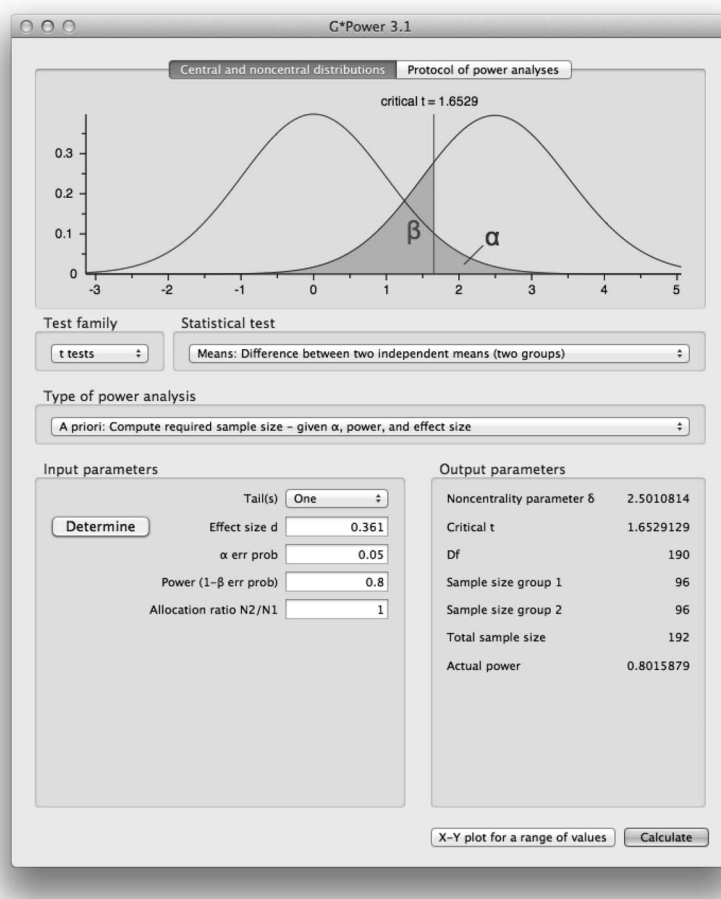 G*Power 3.1
Central and noncentral distributions Protocol of power analyses
critical t = 1.6529
0.3
0.2
0.1
0
β
α
-3 -2 -1 0 1 2 3 4 5
Test family Statistical test
t tests Means: Difference between two independent means (two groups)
Type of power analysis
A priori: Compute required sample size – given α, power, and effect size
Input parameters Output parameters
Tail(s) One Noncentrality parameter δ 2.5010814
Determine Effect size d 0.361 Critical t 1.6529129
α err prob 0.05 Df 190
Power (1-β err prob) 0.8 Sample size group 1 96
Allocation ratio N2/N1 1 Sample size group 2 96
Total sample size 192
Actual power 0.8015879
X-Y plot for a range of values Calculate